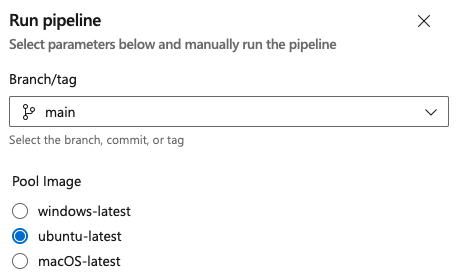 Run pipeline
Select parameters below and manually run the pipeline
Branch/tag
main
Select the branch, commit, or tag
Pool Image
windows-latest
ubuntu-latest
macOS-latest